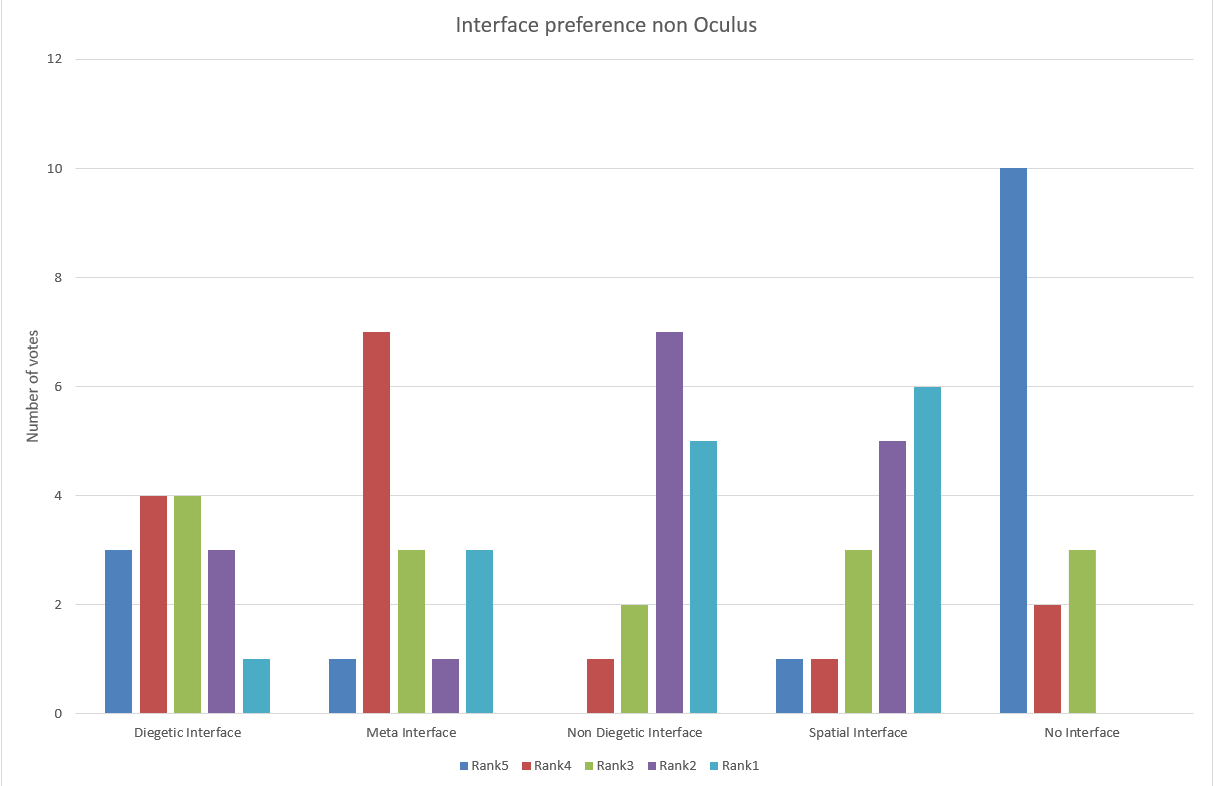 Interface preference non Oculus
12
10
8
6
4
2
0
Number of votes
Diegetic Interface
Meta Interface
Non Diegetic Interface
Spatial Interface
No Interface
Rank5 Rank4 Rank3 Rank2 Rank1